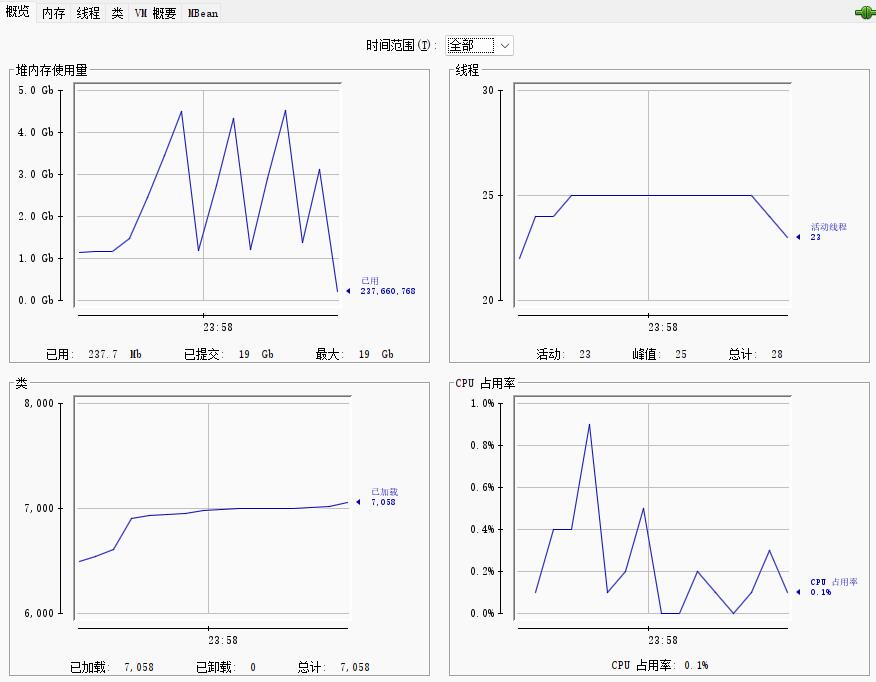 概览 内存 线程 类 VM 概要 MBean
时间范围(I): 全部
堆内存使用量
5.0 Gb
4.0 Gb
3.0 Gb
2.0 Gb
1.0 Gb
0.0 Gb
已用
237,660,768
23:58
已用: 237.7 Mb 已提交: 19 Gb 最大: 19 Gb
线程
30
25
20
活动线程
23
23:58
活动: 23 峰值: 25 总计: 28
类
8,000
7,000
6,000
已加载
7,058
23:58
已加载: 7,058 已卸载: 0 总计: 7,058
CPU 占用率
1.0%
0.8%
0.6%
0.4%
0.2%
0.0%
CPU 占用率
0.1%
23:58
CPU 占用率: 0.1%